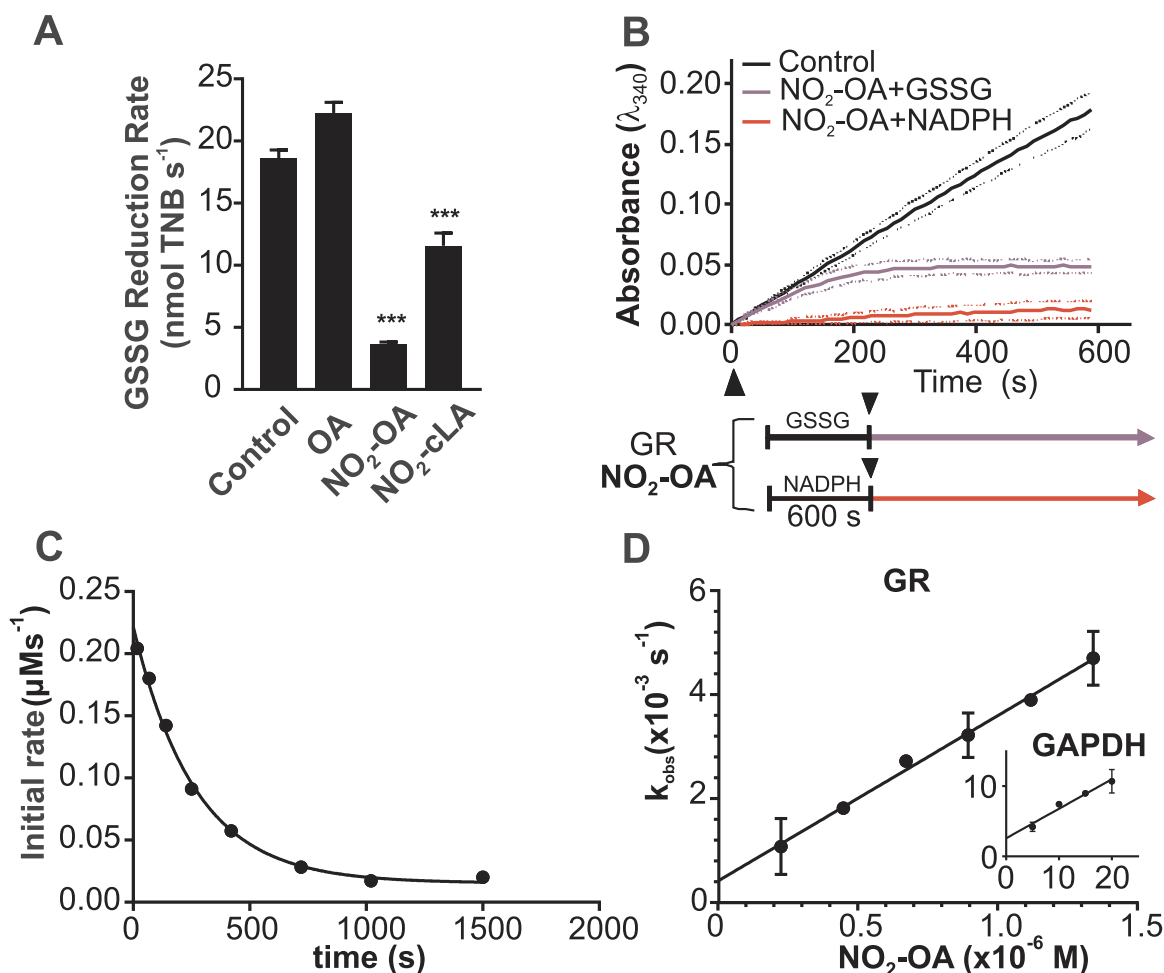 A
GSSG Reduction Rate
(nmol TNB s⁻¹)
25
20
15
10
5
0
Control
OA
NO₂-OA
NO₂-cLA
***
***
B
Absorbance (λ₃₄₀)
0.20
0.15
0.10
0.05
0.00
Control
NO₂-OA+GSSG
NO₂-OA+NADPH
0
200
400
600
Time (s)
GR
NO₂-OA
GSSG
NADPH
600 s
C
Initial rate(µMs⁻¹)
0.25
0.20
0.15
0.10
0.05
0.00
0
500
1000
1500
2000
time (s)
D
GR
k_obs(x10⁻³ s⁻¹)
6
4
2
0
0
0.5
1.0
1.5
NO₂-OA (x10⁻⁶ M)
GAPDH
10
0
0
10
20